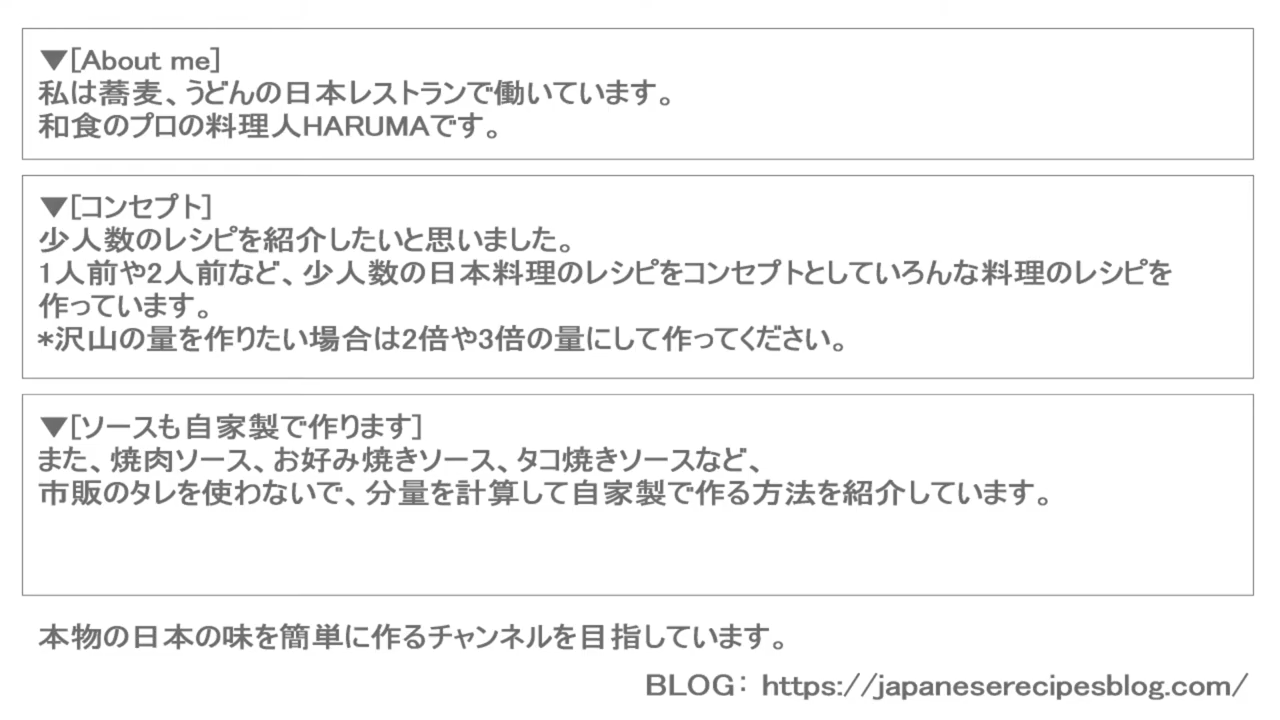 ▼[About me]
私は蕎麦、うどんの日本レストランで働いています。
和食のプロの料理人HARUMAです。
▼[コンセプト]
少人数のレシピを紹介したいと思いました。
1人前や2人前など、少人数の日本料理のレシピをコンセプトとしていろんな料理のレシピを
作っています。
*沢山の量を作りたい場合は2倍や3倍の量にして作ってください。
▼[ソースも自家製で作ります]
また、焼肉ソース、お好み焼きソース、タコ焼きソースなど、
市販のタレを使わないで、分量を計算して自家製で作る方法を紹介しています。
本物の日本の味を簡単に作るチャンネルを目指しています。
BLOG: https://japaneserecipesblog.com/